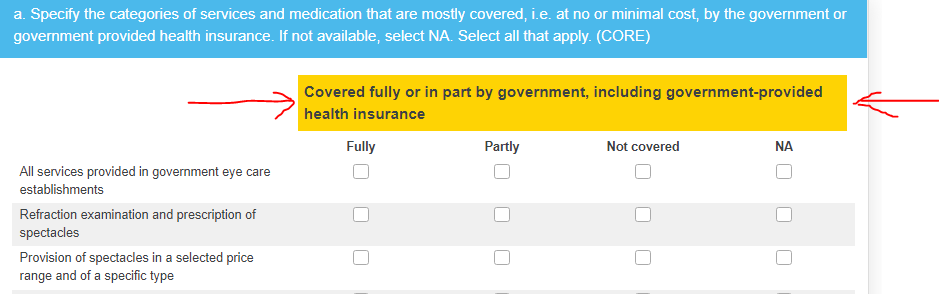 a. Specify the categories of services and medication that are mostly covered, i.e. at no or minimal cost, by the government or
government provided health insurance. If not available, select NA. Select all that apply. (CORE)
Covered fully or in part by government, including government-provided
health insurance
Fully Partly Not covered NA
All services provided in government eye care
establishments
Refraction examination and prescription of
spectacles
Provision of spectacles in a selected price
range and of a specific type